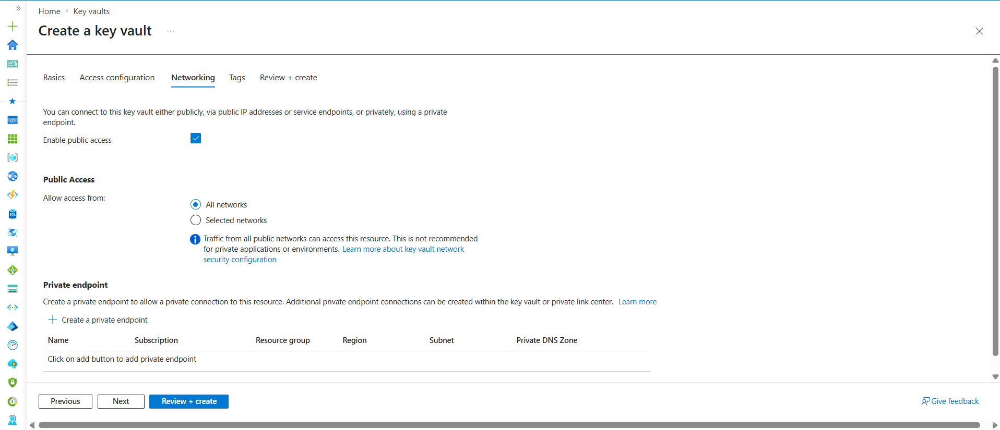 Home > Key vaults
Create a key vault ...
Basics Access configuration Networking Tags Review + create
You can connect to this key vault either publicly, via public IP addresses or service endpoints, or privately, using a private
endpoint.
Enable public access
Public Access
Allow access from:
All networks
Selected networks
Traffic from all public networks can access this resource. This is not recommended
for private applications or environments. Learn more about key vault network
security configuration
Private endpoint
Create a private endpoint to allow a private connection to this resource. Additional private endpoint connections can be created within the key vault or private link center. Learn more
Create a private endpoint
Name Subscription Resource group Region Subnet Private DNS Zone
Click on add button to add private endpoint
Previous Next Review + create Give feedback